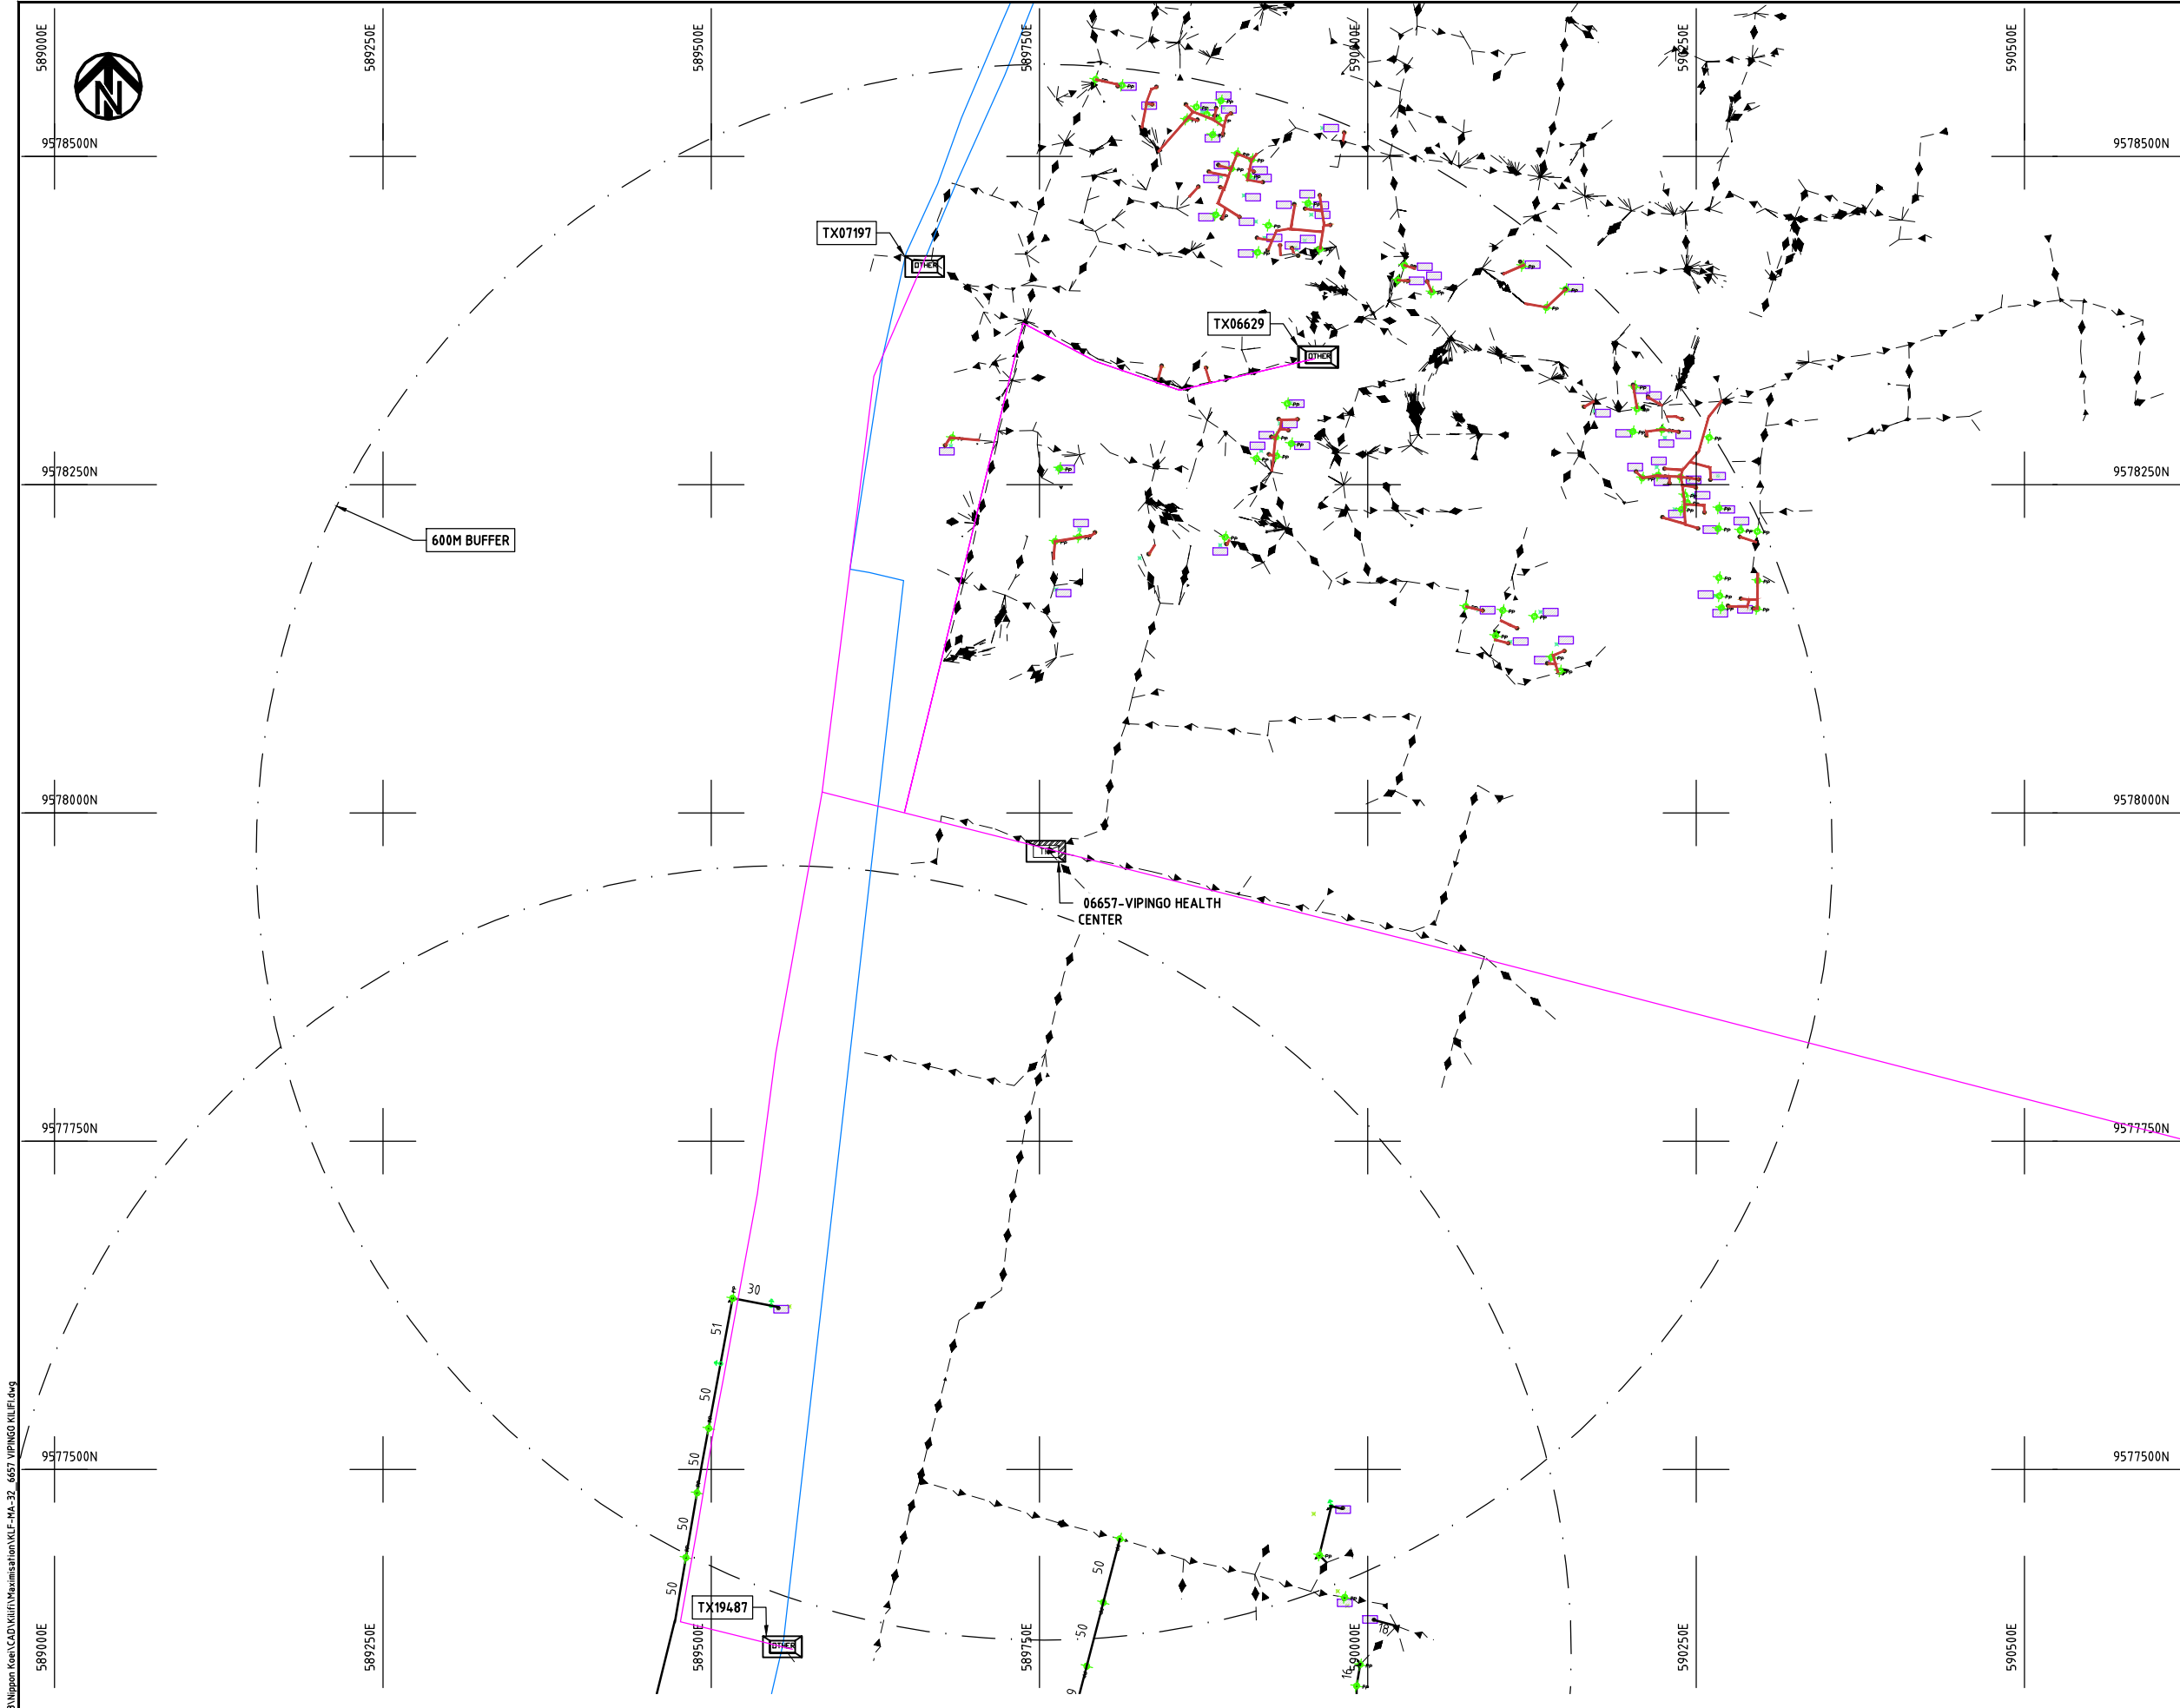 589000E
589250E
589500E
589750E
590000E
590250E
590500E
N
9578500N
9578500N
TX07197
OTHER
TX06629
OTHER
9578250N
9578250N
600M BUFFER
9578000N
9578000N
06657-VIPINGO HEALTH
CENTER
9577750N
9577750N
30
51
50
50
50
50
9577500N
9577500N
50
50
18
16
9
TX19487
OTHER
589000E
589250E
589500E
589750E
590000E
590250E
590500E
\Nippon Koei\CAD\Kilifi\Maximisation\KLF-MA-32_6657 VIPINGO KILIFI.dwg